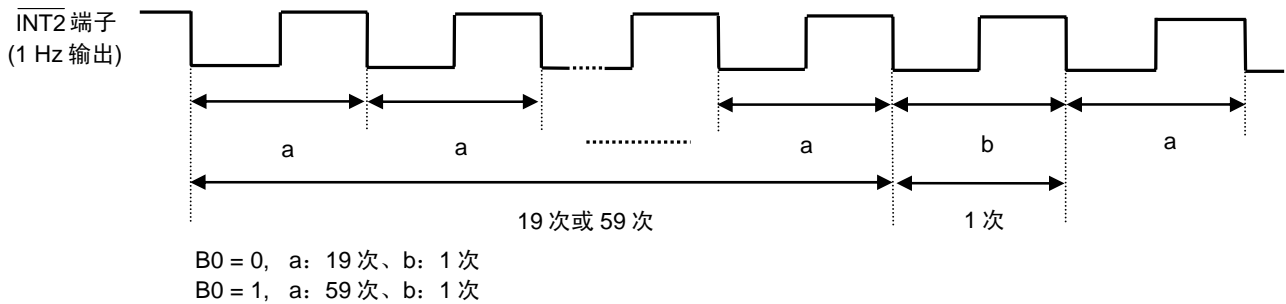 INT2 端子
(1 Hz 输出)
a
a
a
b
a
19 次或 59 次
1 次
B0 = 0, a：19 次、b：1 次
B0 = 1, a：59 次、b：1 次